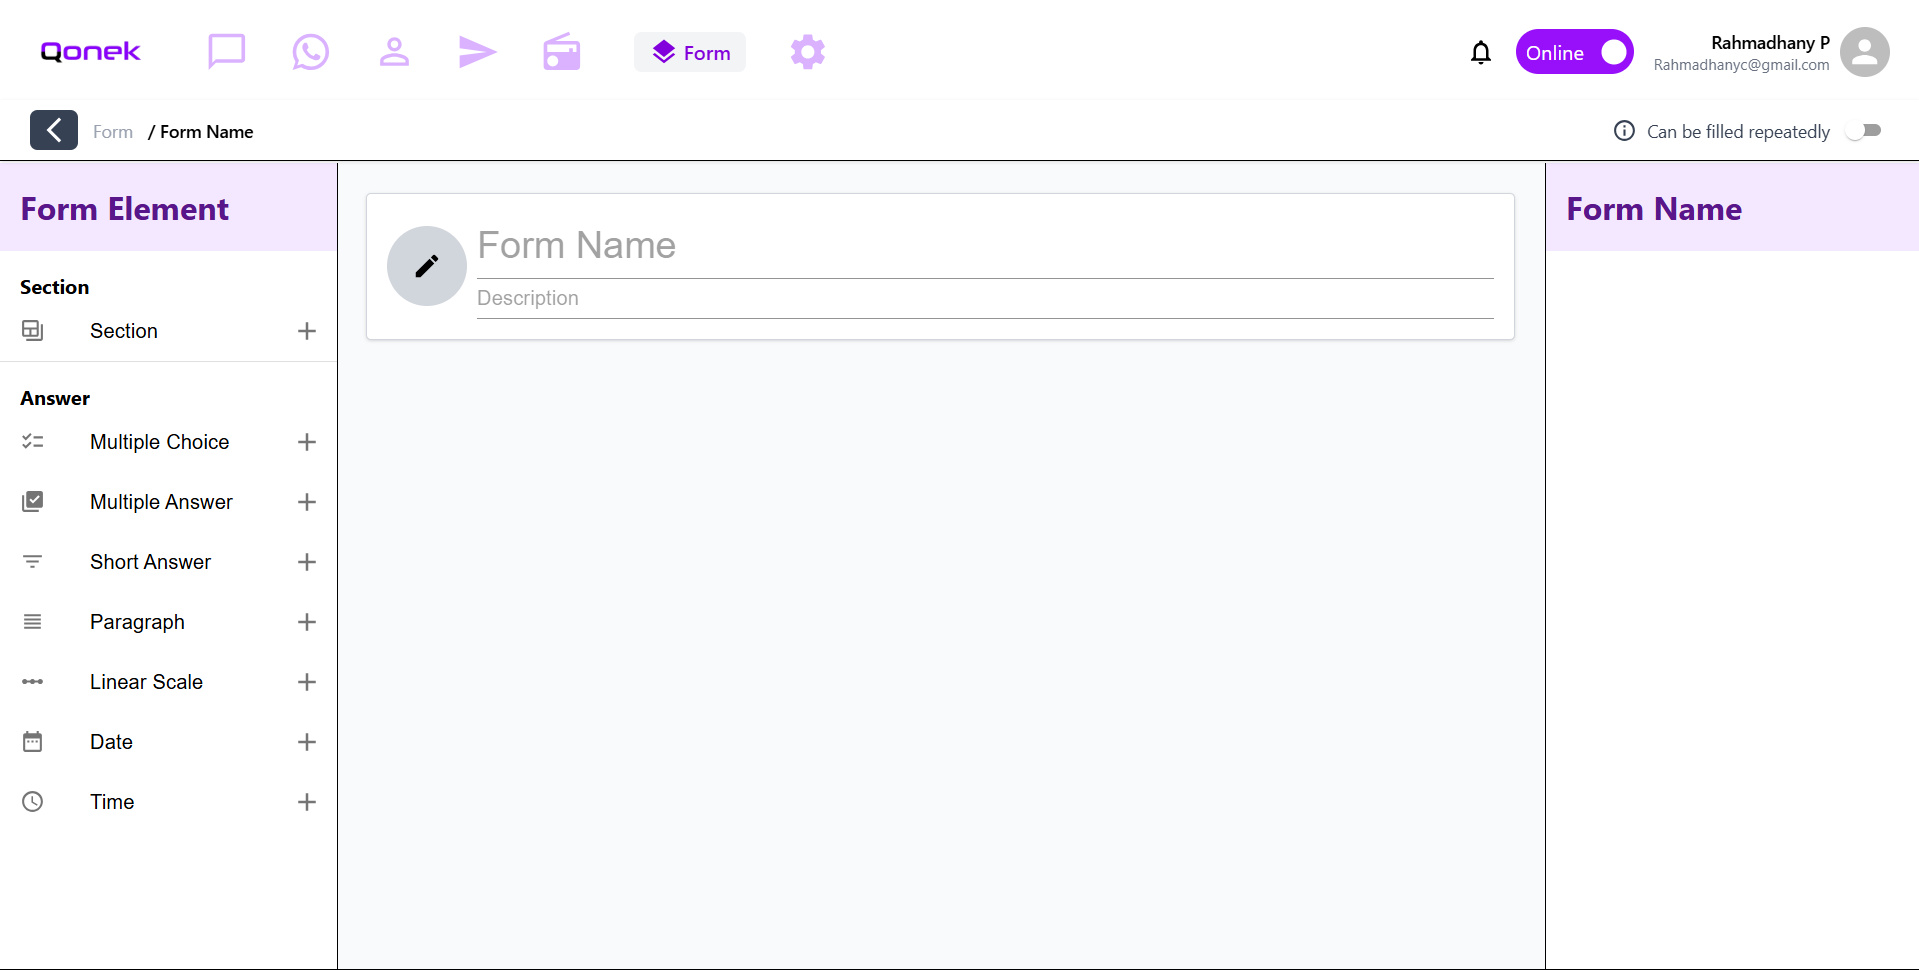 Qonek
Form
Online
Rahmadhany P
Rahmadhanyc@gmail.com
Form / Form Name
Can be filled repeatedly
Form Element
Section
Section
Answer
Multiple Choice
Multiple Answer
Short Answer
Paragraph
Linear Scale
Date
Time
Form Name
Description
Form Name